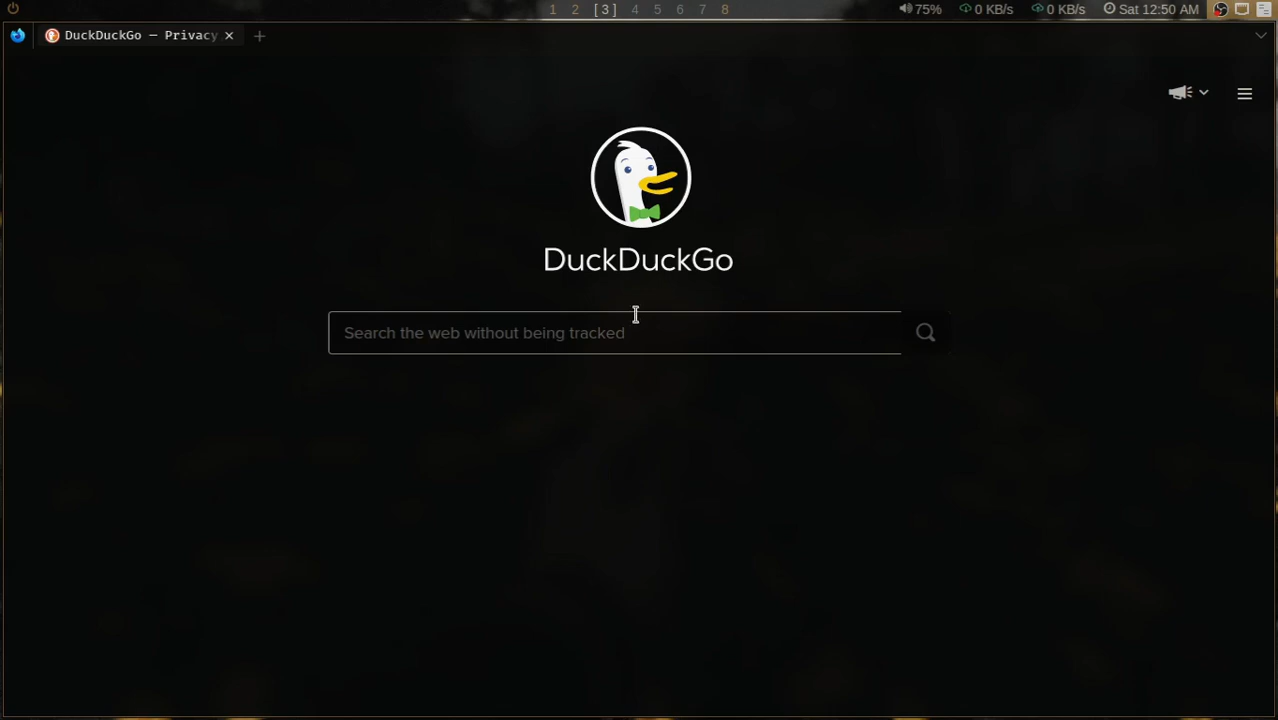 1 2 [ 3 ] 4 5 6 7 8 75% 0 KB/s 0 KB/s Sat 12:50 AM
DuckDuckGo — Privacy
DuckDuckGo
Search the web without being tracked